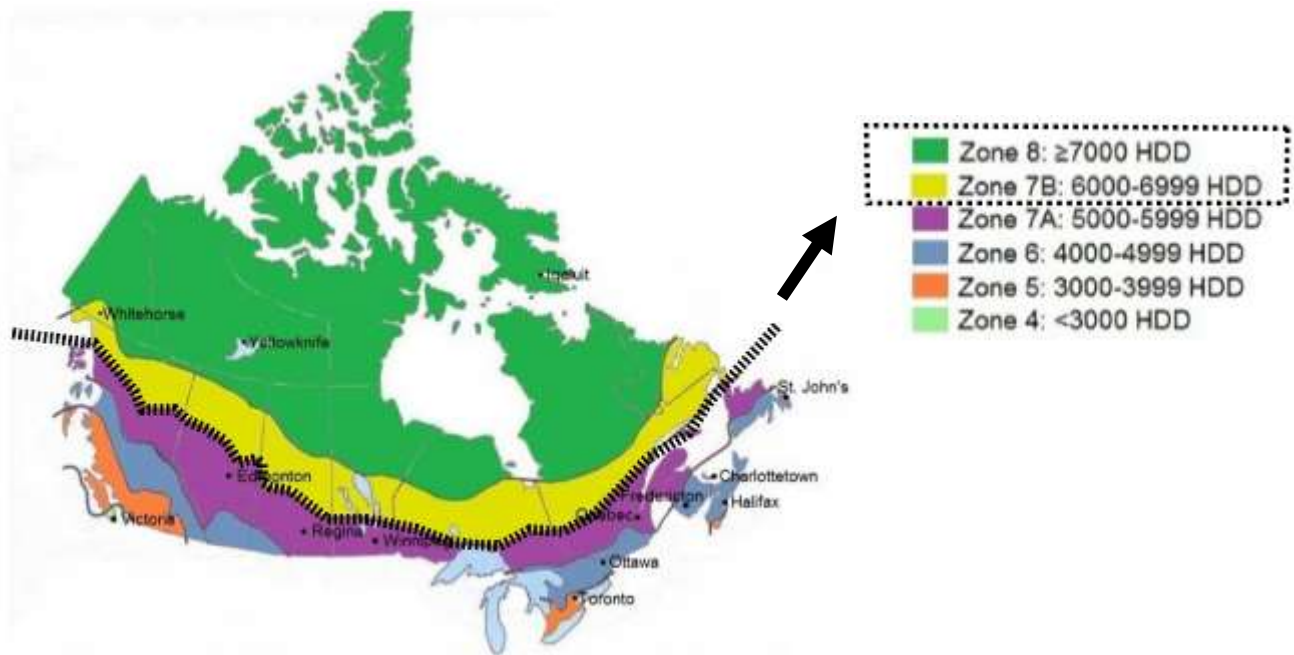 Zone 8: ≥7000 HDD
Zone 7B: 6000-6999 HDD
Zone 7A: 5000-5999 HDD
Zone 6: 4000-4999 HDD
Zone 5: 3000-3999 HDD
Zone 4: <3000 HDD
Iqaluit
Whitehorse
Yellowknife
St. John's
Edmonton
Charlottetown
Fredericton
Halifax
Quebec
Victoria
Regina
Winnipeg
Ottawa
Toronto